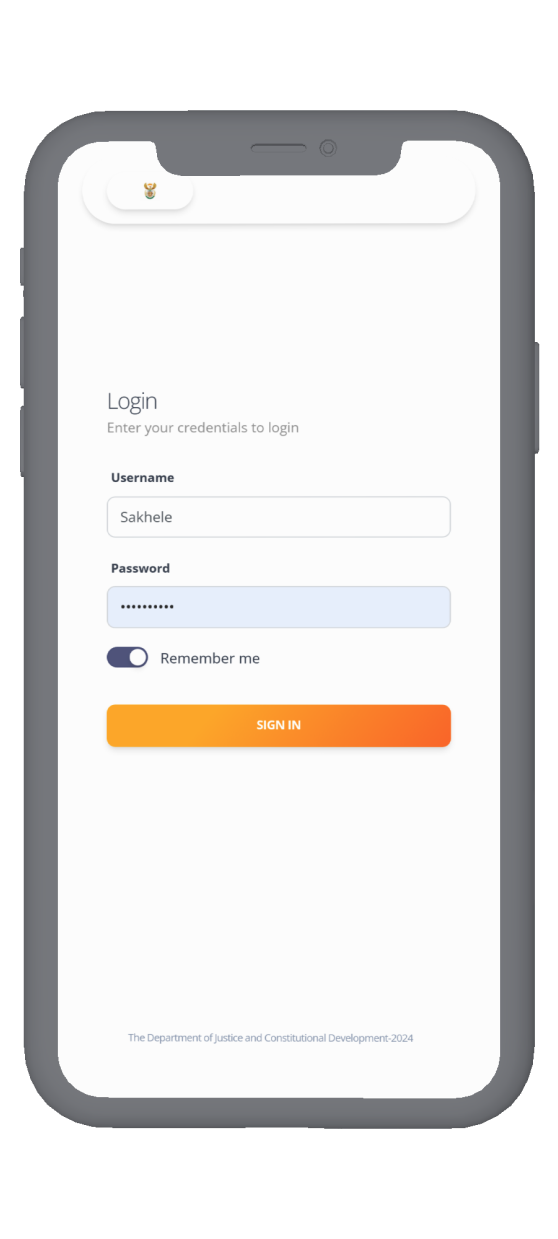 Login
Enter your credentials to login
Username
Sakhele
Password
••••••••••
Remember me
SIGN IN
The Department of Justice and Constitutional Development-2024